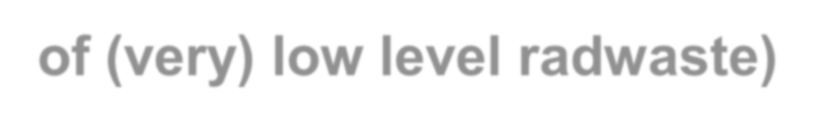 of (very) low level radwaste)